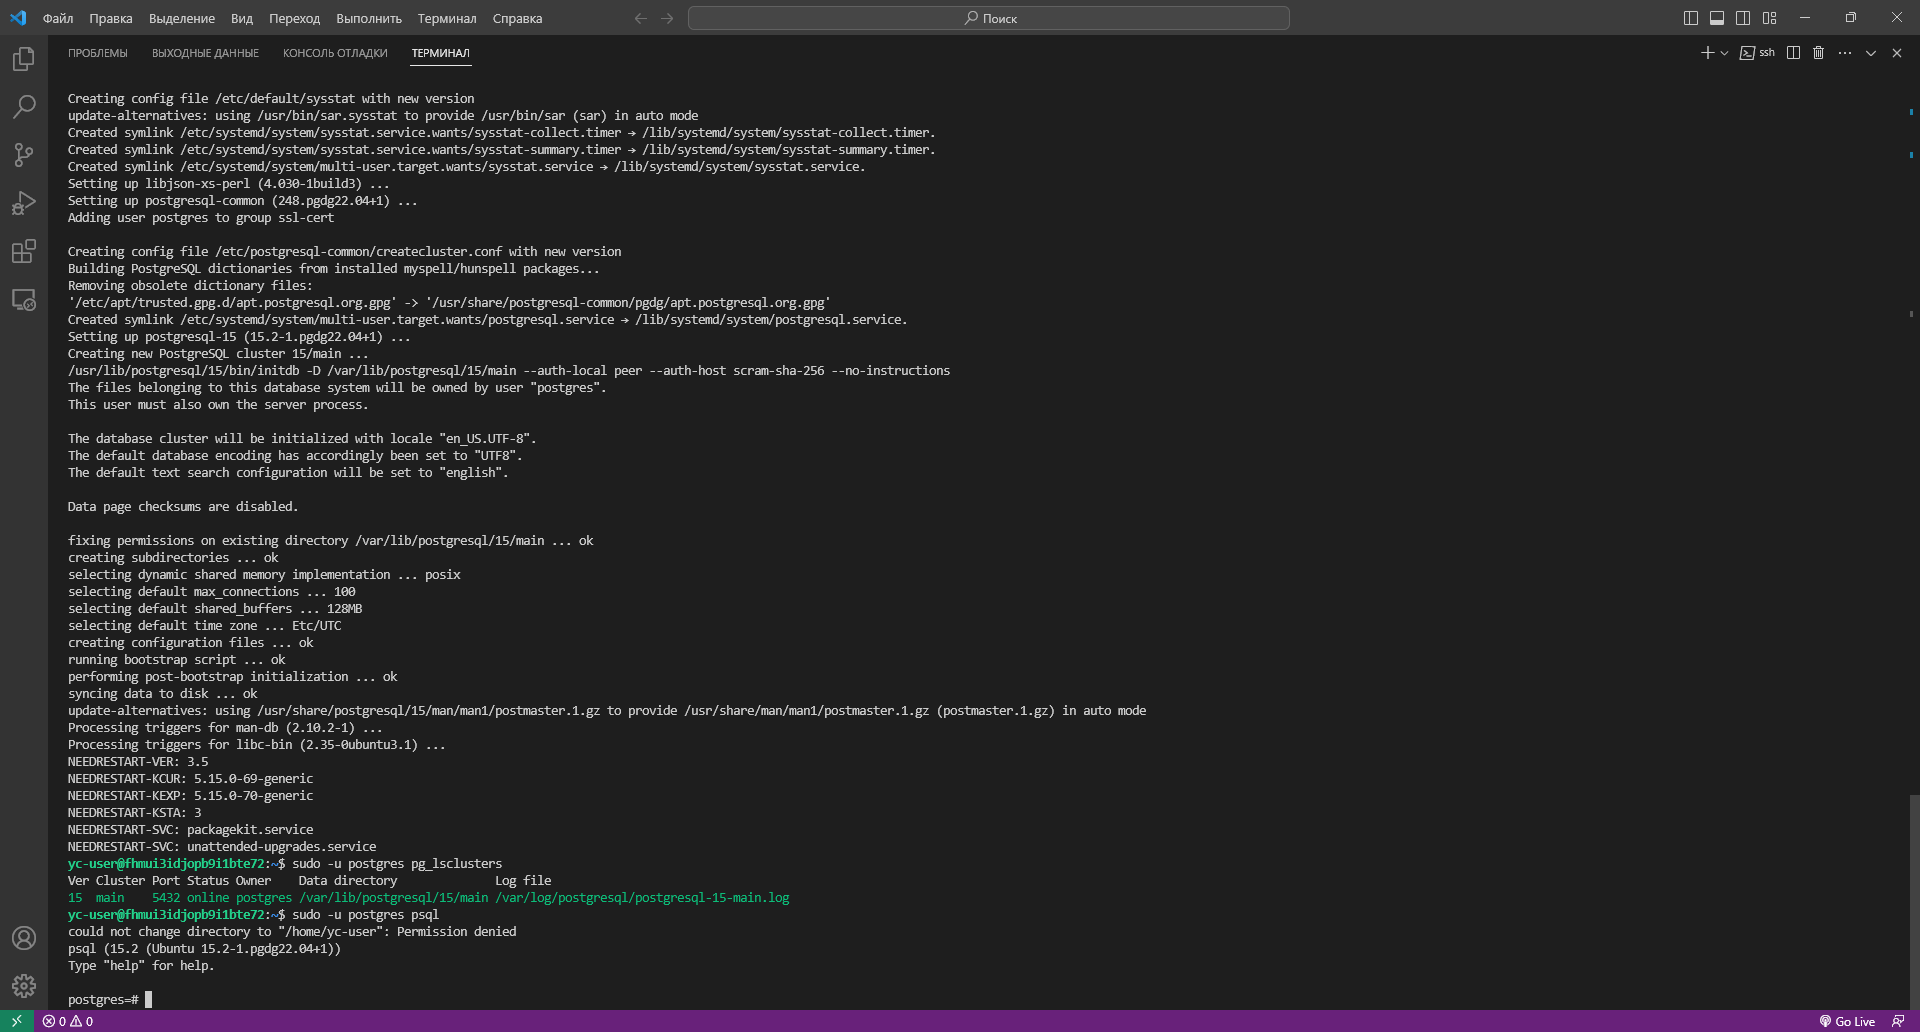 Файл Правка Выделение Вид Переход Выполнить Терминал Справка
Поиск
ПРОБЛЕМЫ ВЫХОДНЫЕ ДАННЫЕ КОНСОЛЬ ОТЛАДКИ ТЕРМИНАЛ
ssh
Creating config file /etc/default/sysstat with new version
update-alternatives: using /usr/bin/sar.sysstat to provide /usr/bin/sar (sar) in auto mode
Created symlink /etc/systemd/system/sysstat.service.wants/sysstat-collect.timer → /lib/systemd/system/sysstat-collect.timer.
Created symlink /etc/systemd/system/sysstat.service.wants/sysstat-summary.timer → /lib/systemd/system/sysstat-summary.timer.
Created symlink /etc/systemd/system/multi-user.target.wants/sysstat.service → /lib/systemd/system/sysstat.service.
Setting up libjson-xs-perl (4.030-1build3) ...
Setting up postgresql-common (248.pgdg22.04+1) ...
Adding user postgres to group ssl-cert
Creating config file /etc/postgresql-common/createcluster.conf with new version
Building PostgreSQL dictionaries from installed myspell/hunspell packages...
Removing obsolete dictionary files:
'/etc/apt/trusted.gpg.d/apt.postgresql.org.gpg' -> '/usr/share/postgresql-common/pgdg/apt.postgresql.org.gpg'
Created symlink /etc/systemd/system/multi-user.target.wants/postgresql.service → /lib/systemd/system/postgresql.service.
Setting up postgresql-15 (15.2-1.pgdg22.04+1) ...
Creating new PostgreSQL cluster 15/main ...
/usr/lib/postgresql/15/bin/initdb -D /var/lib/postgresql/15/main --auth-local peer --auth-host scram-sha-256 --no-instructions
The files belonging to this database system will be owned by user "postgres".
This user must also own the server process.
The database cluster will be initialized with locale "en_US.UTF-8".
The default database encoding has accordingly been set to "UTF8".
The default text search configuration will be set to "english".
Data page checksums are disabled.
fixing permissions on existing directory /var/lib/postgresql/15/main ... ok
creating subdirectories ... ok
selecting dynamic shared memory implementation ... posix
selecting default max_connections ... 100
selecting default shared_buffers ... 128MB
selecting default time zone ... Etc/UTC
creating configuration files ... ok
running bootstrap script ... ok
performing post-bootstrap initialization ... ok
syncing data to disk ... ok
update-alternatives: using /usr/share/postgresql/15/man/man1/postmaster.1.gz to provide /usr/share/man/man1/postmaster.1.gz (postmaster.1.gz) in auto mode
Processing triggers for man-db (2.10.2-1) ...
Processing triggers for libc-bin (2.35-0ubuntu3.1) ...
NEEDRESTART-VER: 3.5
NEEDRESTART-KCUR: 5.15.0-69-generic
NEEDRESTART-KEXP: 5.15.0-70-generic
NEEDRESTART-KSTA: 3
NEEDRESTART-SVC: packagekit.service
NEEDRESTART-SVC: unattended-upgrades.service
yc-user@fhmui3idjopb9i1bte72:~$ sudo -u postgres pg_lsclusters
Ver Cluster Port Status Owner Data directory Log file
15 main 5432 online postgres /var/lib/postgresql/15/main /var/log/postgresql/postgresql-15-main.log
yc-user@fhmui3idjopb9i1bte72:~$ sudo -u postgres psql
could not change directory to "/home/yc-user": Permission denied
psql (15.2 (Ubuntu 15.2-1.pgdg22.04+1))
Type "help" for help.
postgres=#
0 0 Go Live